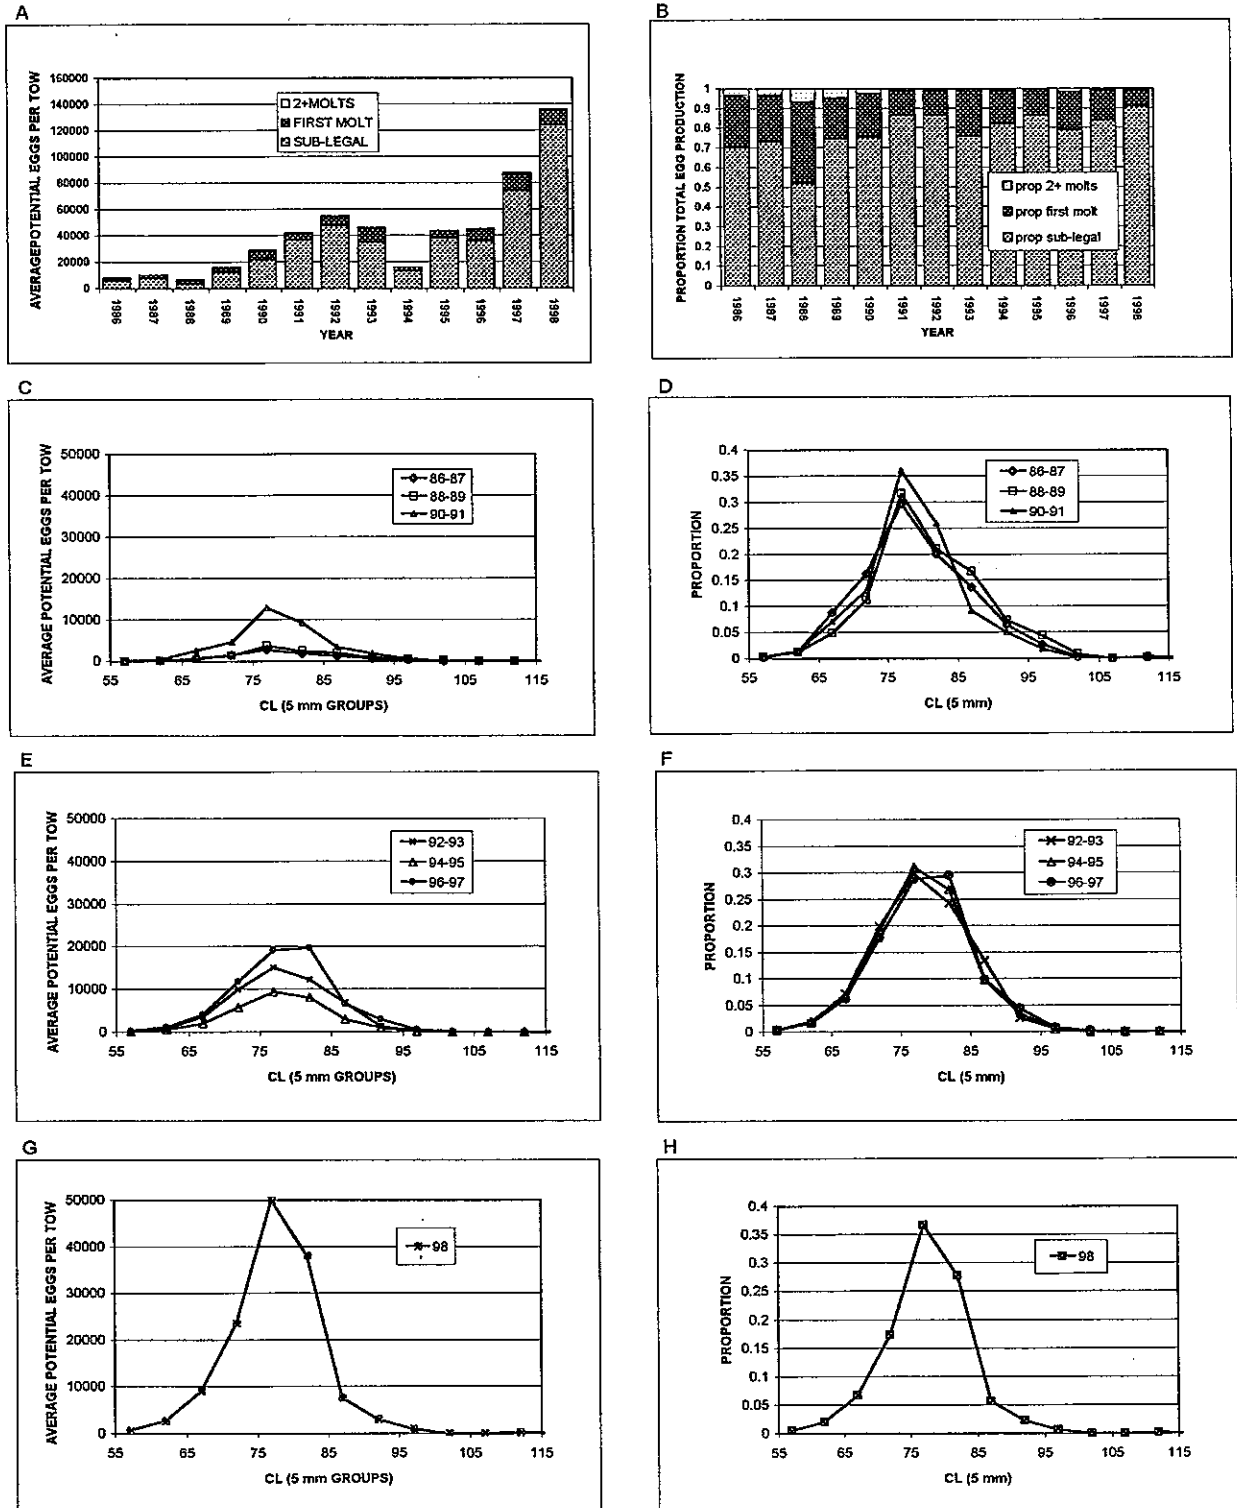 A
AVERAGEPOTENTIAL EGGS PER TOW
160000
140000
120000
100000
80000
60000
40000
20000
0
2+MOLTS
FIRST MOLT
SUB-LEGAL
1986 1987 1988 1989 1990 1991 1992 1993 1994 1995 1996 1997 1998
YEAR
B
PROPORTION TOTAL EGG PRODUCTION
1
0.9
0.8
0.7
0.6
0.5
0.4
0.3
0.2
0.1
0
prop 2+ molts
prop first molt
prop sub-legal
1986 1987 1988 1989 1990 1991 1992 1993 1994 1995 1996 1997 1998
YEAR
C
AVERAGE POTENTIAL EGGS PER TOW
50000
40000
30000
20000
10000
0
86-87
88-89
90-91
55 65 75 85 95 105 115
CL (5 mm GROUPS)
D
PROPORTION
0.4
0.35
0.3
0.25
0.2
0.15
0.1
0.05
0
86-87
88-89
90-91
55 65 75 85 95 105 115
CL (5 mm)
E
AVERAGE POTENTIAL EGGS PER TOW
50000
40000
30000
20000
10000
0
92-93
94-95
96-97
55 65 75 85 95 105 115
CL (5 mm GROUPS)
F
PROPORTION
0.4
0.35
0.3
0.25
0.2
0.15
0.1
0.05
0
92-93
94-95
96-97
55 65 75 85 95 105 115
CL (5 mm)
G
AVERAGE POTENTIAL EGGS PER TOW
50000
40000
30000
20000
10000
0
98
55 65 75 85 95 105 115
CL (5 mm GROUPS)
H
PROPORTION
0.4
0.35
0.3
0.25
0.2
0.15
0.1
0.05
0
98
55 65 75 85 95 105 115
CL (5 mm)